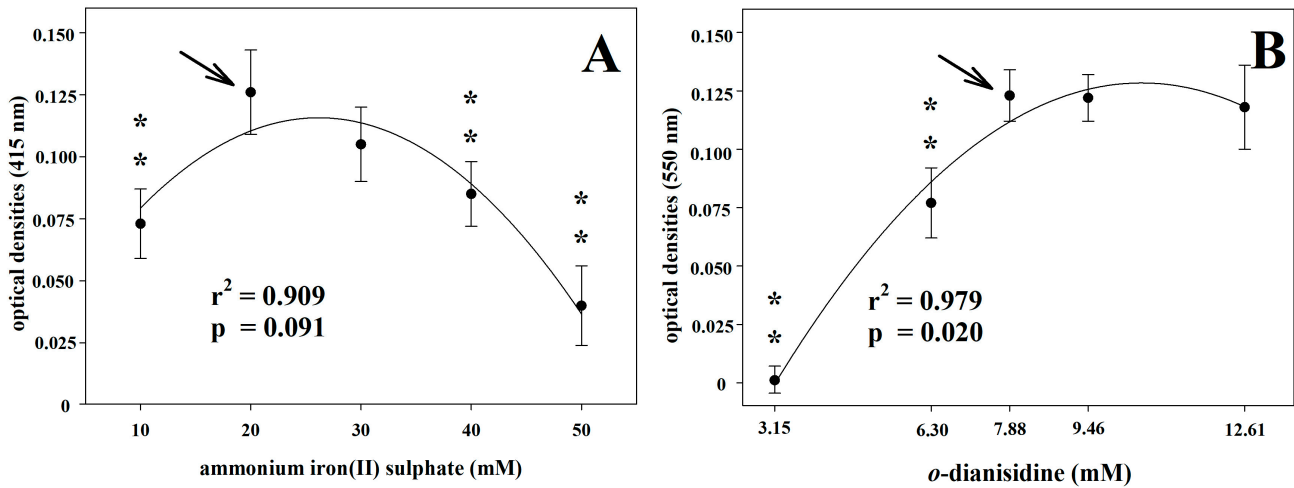 A
optical densities (415 nm)
0.150
0.125
0.100
0.075
0.050
0.025
0
* *
* *
* *
r² = 0.909
p = 0.091
10 20 30 40 50
ammonium iron(II) sulphate (mM)
B
optical densities (550 nm)
0.150
0.125
0.100
0.075
0.050
0.025
0
* *
* *
r² = 0.979
p = 0.020
3.15 6.30 7.88 9.46 12.61
o-dianisidine (mM)